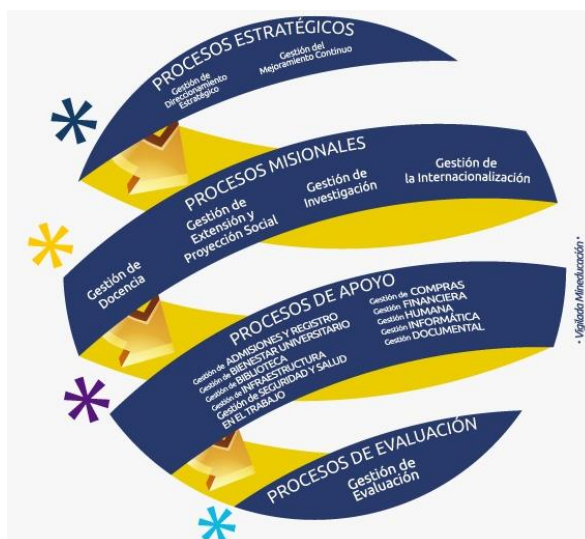 PROCESOS ESTRATÉGICOS
Gestión de
Direccionamiento
Estratégico
Gestión del
Mejoramiento Continuo
PROCESOS MISIONALES
Gestión de
Docencia
Gestión de
Extensión y
Proyección Social
Gestión de
Investigación
Gestión de
la Internacionalización
PROCESOS DE APOYO
Gestión de ADMISIONES Y REGISTRO
Gestión de BIENESTAR UNIVERSITARIO
Gestión de BIBLIOTECA
Gestión de INFRAESTRUCTURA
Gestión de SEGURIDAD Y SALUD
EN EL TRABAJO
Gestión de COMPRAS
Gestión FINANCIERA
Gestión HUMANA
Gestión INFORMÁTICA
Gestión DOCUMENTAL
PROCESOS DE EVALUACIÓN
Gestión de
Evaluación
• Vigilada Mineducación •